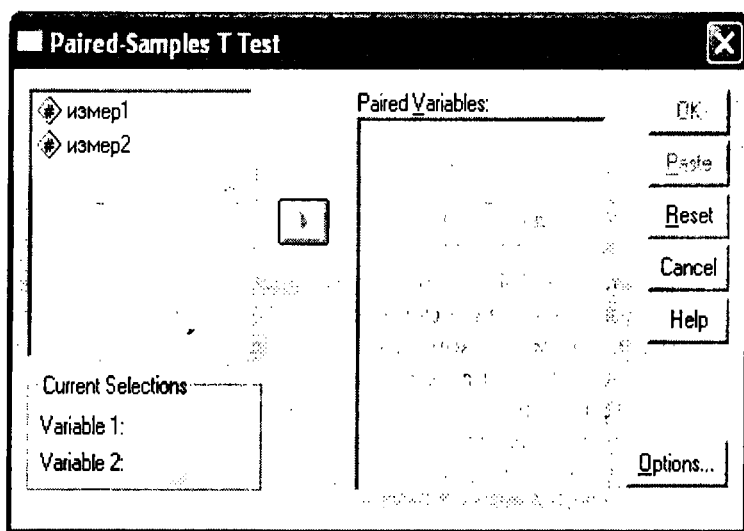 Paired-Samples T Test
измер1
измер2
Paired Variables:
OK
Paste
Reset
Cancel
Help
Current Selections
Variable 1:
Variable 2:
Options...